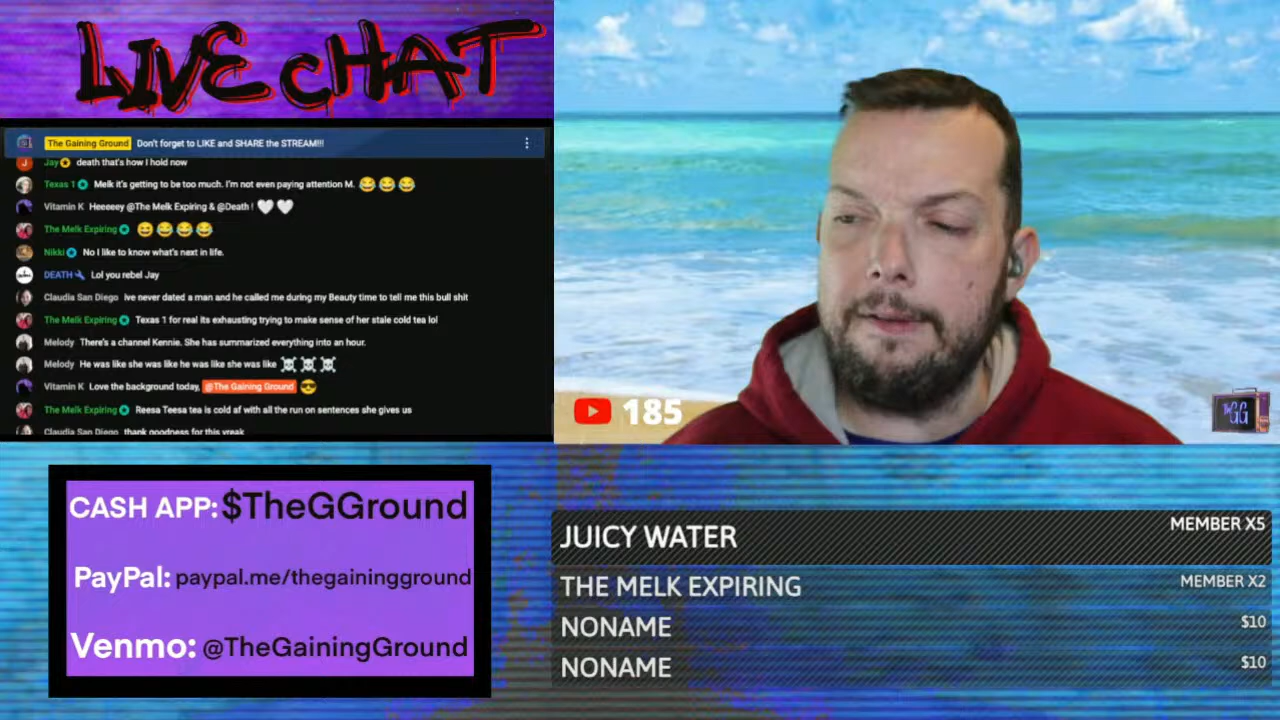 LIVE CHAT
The Gaining Ground Don't forget to LIKE and SHARE the STREAM!!!
Jay death that's how I hold now
Texas 1 Melk it's getting to be too much. I'm not even paying attention M. 😂😂😂
Vitamin K Heeeeey @The Melk Expiring & @Death ! 🤍🤍
The Melk Expiring 😆😂😂😂
Nikki No I like to know what's next in life.
DEATH Lol you rebel Jay
Claudia San Diego Ive never dated a man and he called me during my Beauty time to tell me this bull shit
The Melk Expiring Texas 1 for real its exhausting trying to make sense of her stale cold tea lol
Melody There's a channel Kennie. She has summarized everything into an hour.
Melody He was like she was like he was like she was like ☠️☠️☠️
Vitamin K Love the background today, @The Gaining Ground 😎
The Melk Expiring Reesa Teesa tea is cold af with all the run on sentences she gives us
Claudia San Diego thank goodness for this vreak
185
The GG
CASH APP: $TheGGround
PayPal: paypal.me/thegainingground
Venmo: @TheGainingGround
JUICY WATER MEMBER X5
THE MELK EXPIRING MEMBER X2
NONAME $10
NONAME $10